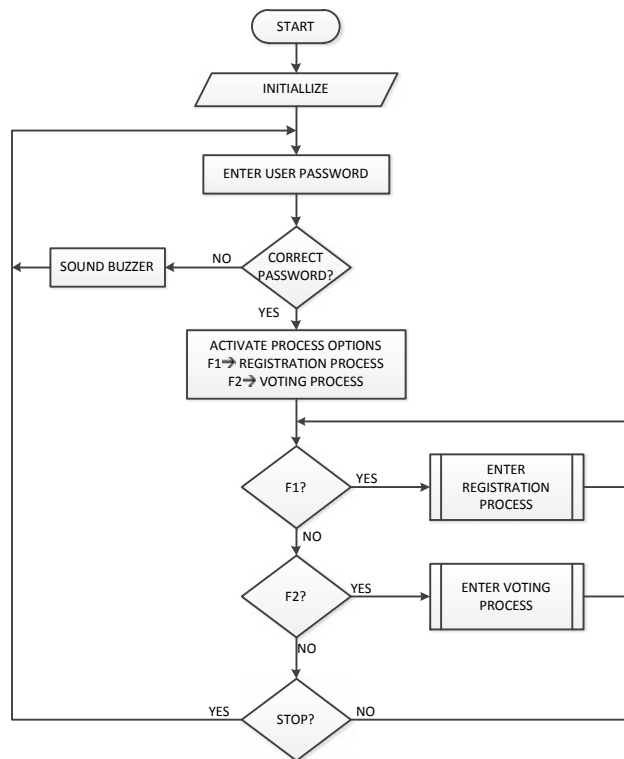 START
INITIALLIZE
ENTER USER PASSWORD
CORRECT
PASSWORD?
NO
SOUND BUZZER
YES
ACTIVATE PROCESS OPTIONS
F1➔ REGISTRATION PROCESS
F2➔ VOTING PROCESS
F1?
YES
ENTER
REGISTRATION
PROCESS
NO
F2?
YES
ENTER VOTING
PROCESS
NO
YES
STOP?
NO